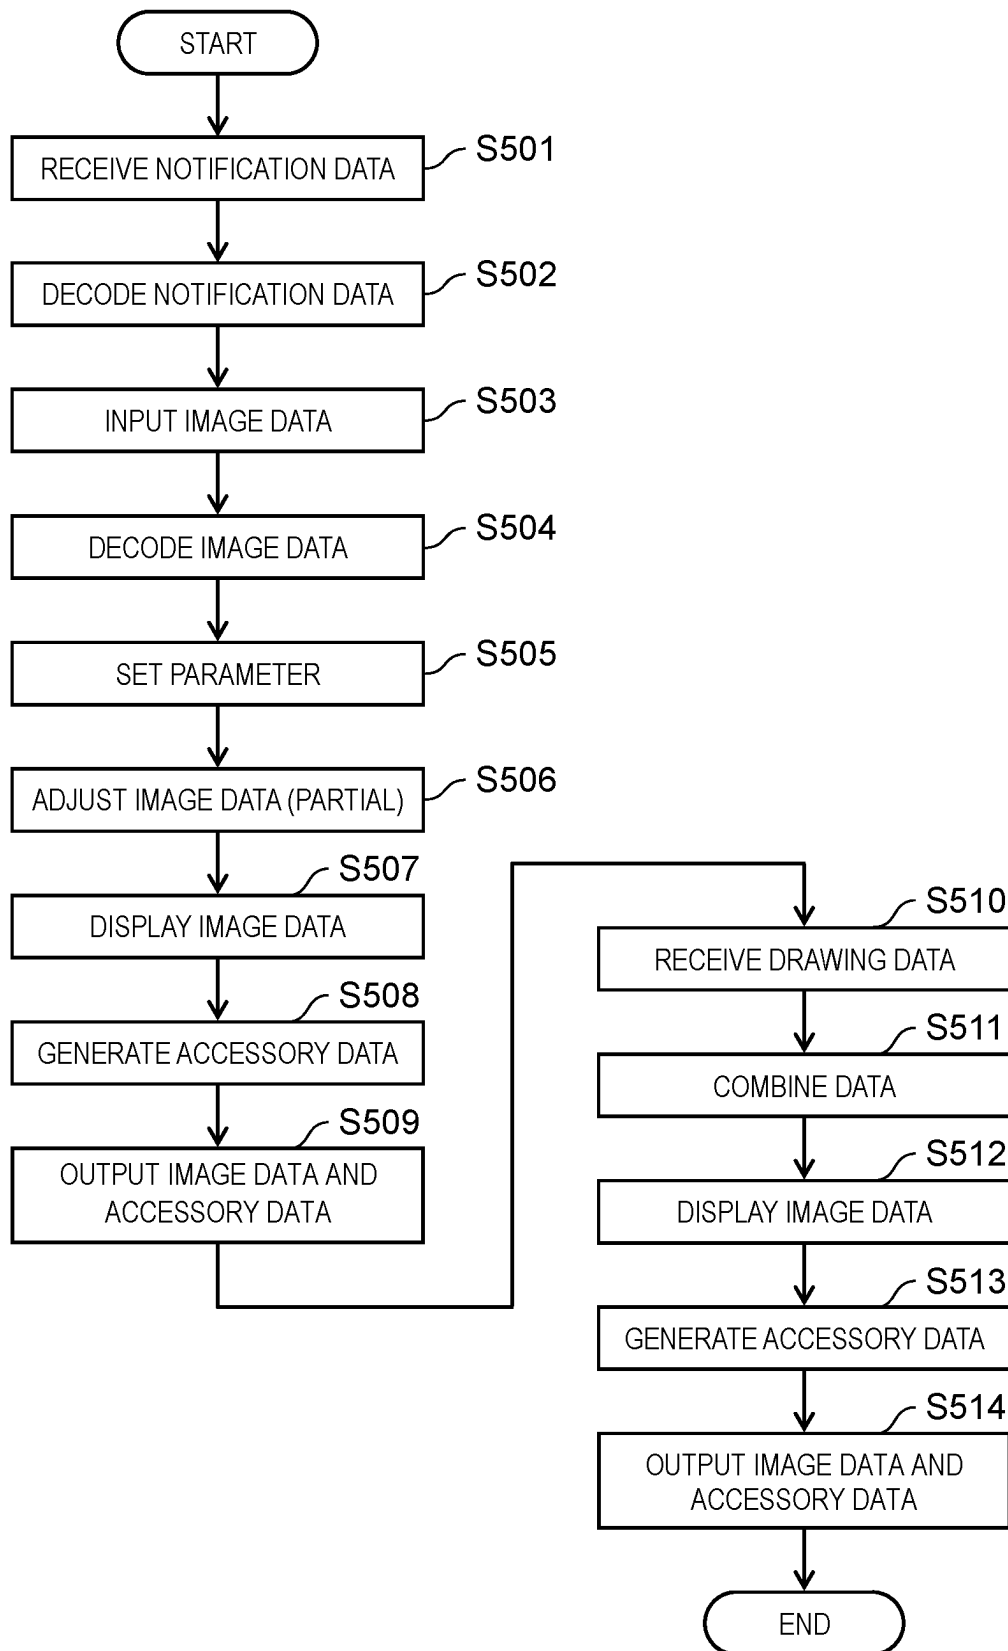 START
RECEIVE NOTIFICATION DATA
S501
DECODE NOTIFICATION DATA
S502
INPUT IMAGE DATA
S503
DECODE IMAGE DATA
S504
SET PARAMETER
S505
ADJUST IMAGE DATA (PARTIAL)
S506
S507
DISPLAY IMAGE DATA
S508
GENERATE ACCESSORY DATA
S509
OUTPUT IMAGE DATA AND
ACCESSORY DATA
S510
RECEIVE DRAWING DATA
S511
COMBINE DATA
S512
DISPLAY IMAGE DATA
S513
GENERATE ACCESSORY DATA
S514
OUTPUT IMAGE DATA AND
ACCESSORY DATA
END